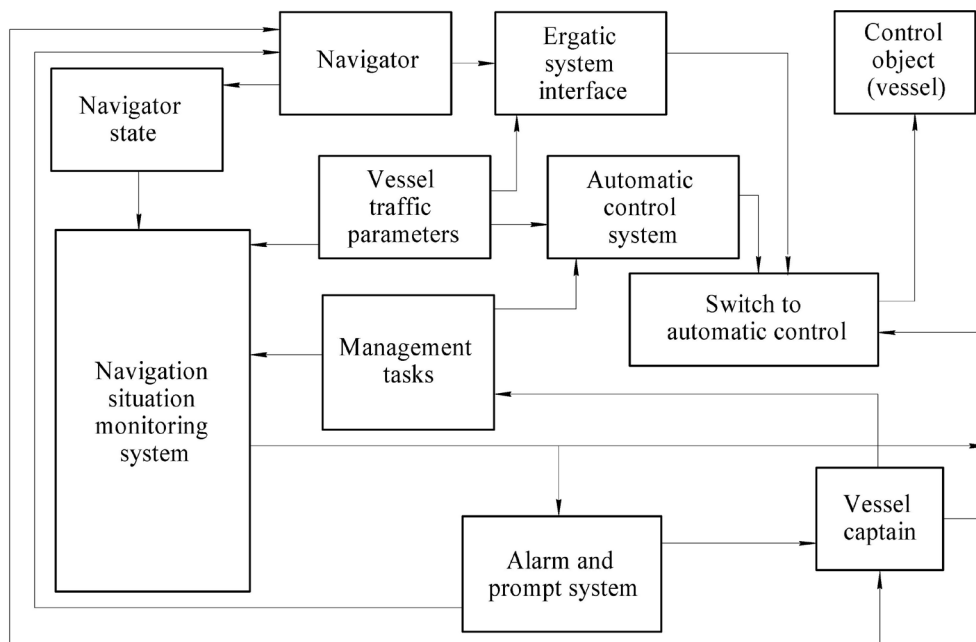 Navigator
Ergatic
system
interface
Control
object
(vessel)
Navigator
state
Vessel
traffic
parameters
Automatic
control
system
Switch to
automatic control
Management
tasks
Navigation
situation
monitoring
system
Vessel
captain
Alarm and
prompt system